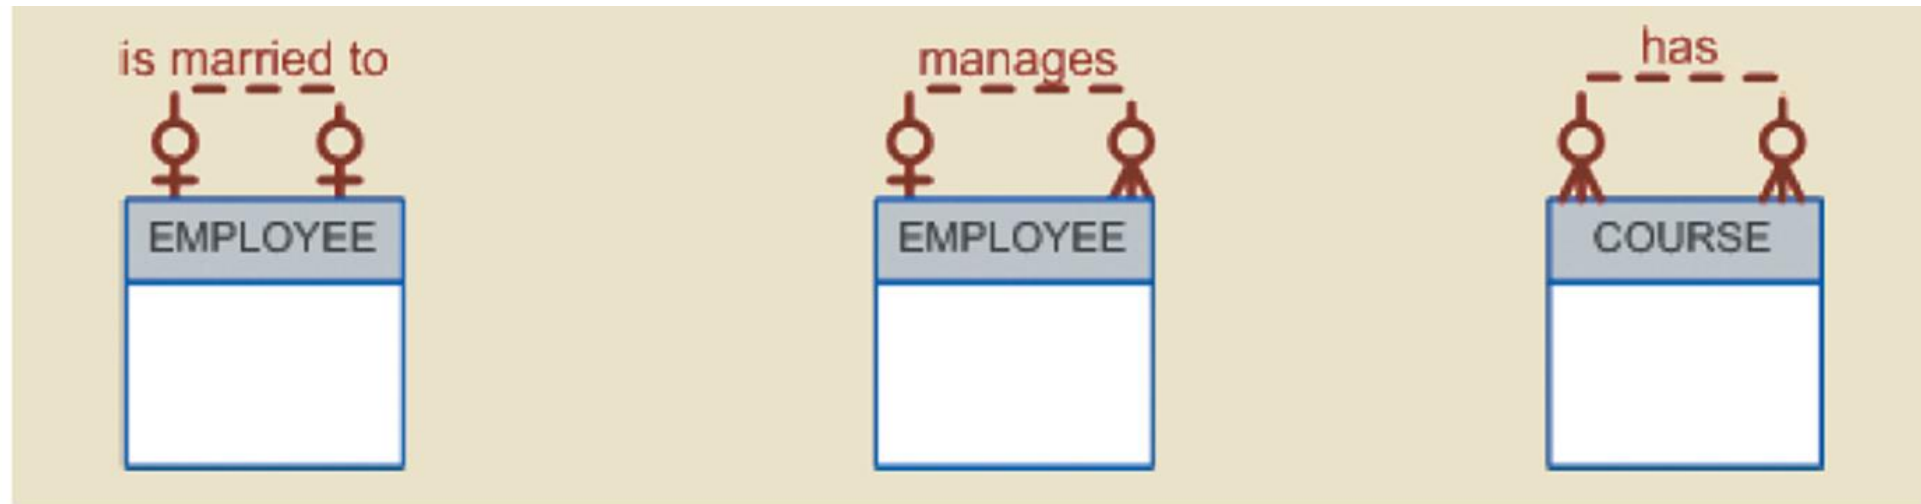 is married to
manages
has
EMPLOYEE
EMPLOYEE
COURSE